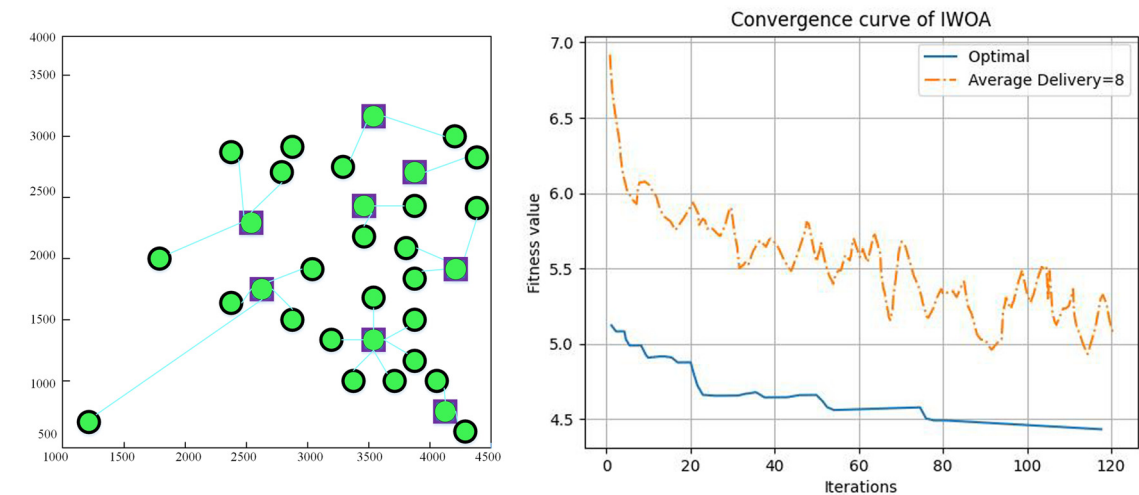 4000
3500
3000
2500
2000
1500
1000
500
1000 1500 2000 2500 3000 3500 4000 4500
Convergence curve of IWOA
Optimal
Average Delivery=8
Fitness value
7.0
6.5
6.0
5.5
5.0
4.5
0 20 40 60 80 100 120
Iterations